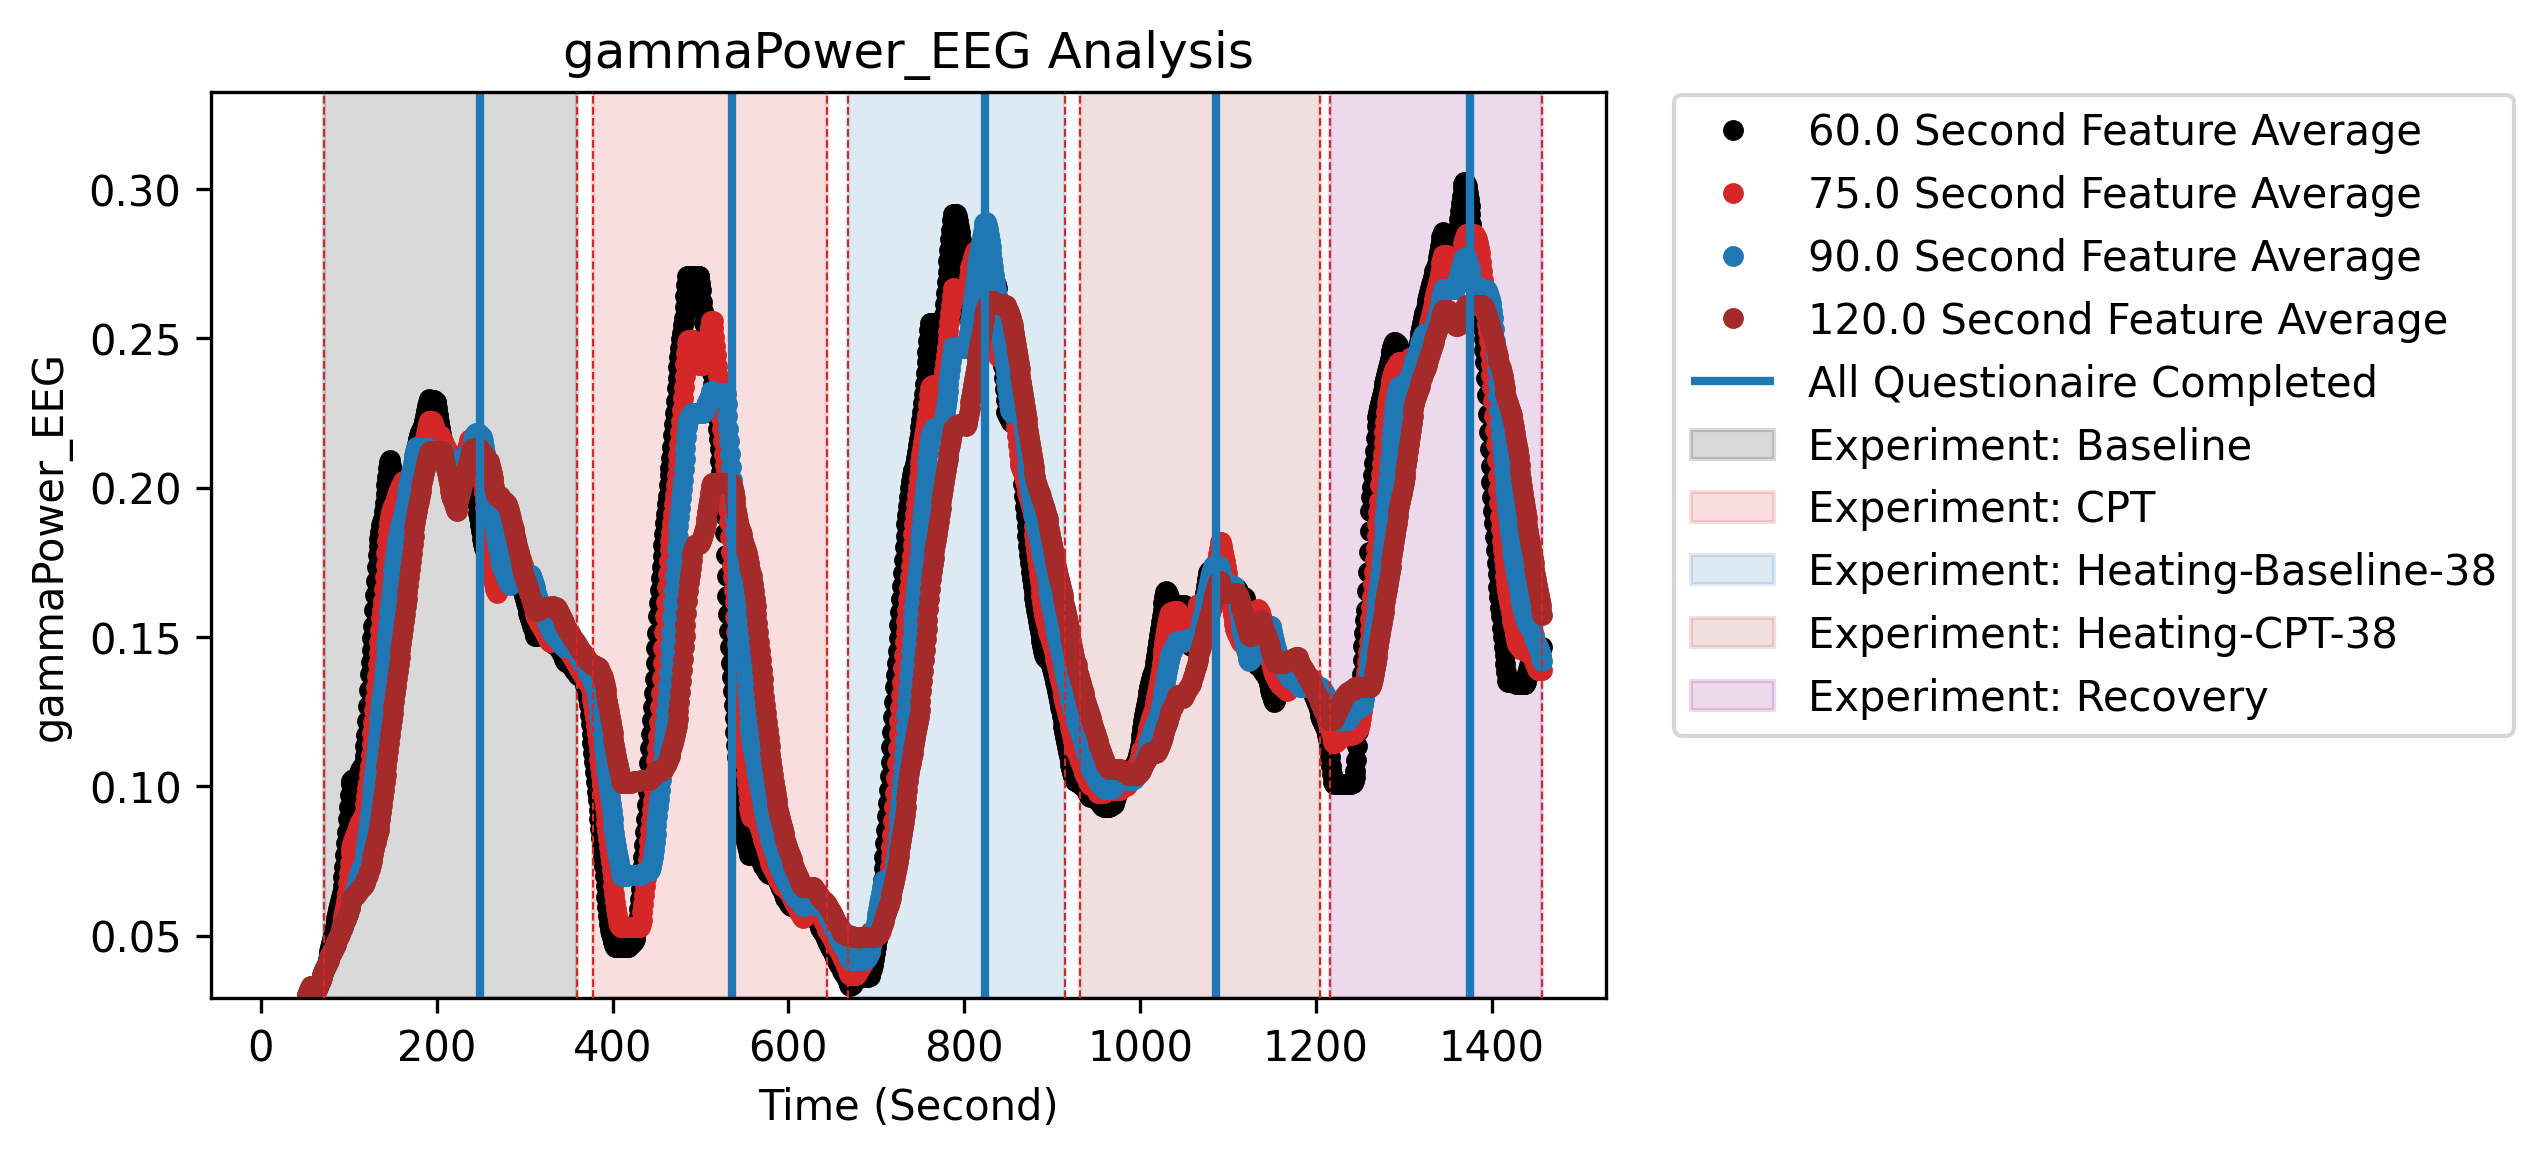 gammaPower_EEG Analysis
gammaPower_EEG
0.30
0.25
0.20
0.15
0.10
0.05
0 200 400 600 800 1000 1200 1400
Time (Second)
60.0 Second Feature Average
75.0 Second Feature Average
90.0 Second Feature Average
120.0 Second Feature Average
All Questionaire Completed
Experiment: Baseline
Experiment: CPT
Experiment: Heating-Baseline-38
Experiment: Heating-CPT-38
Experiment: Recovery